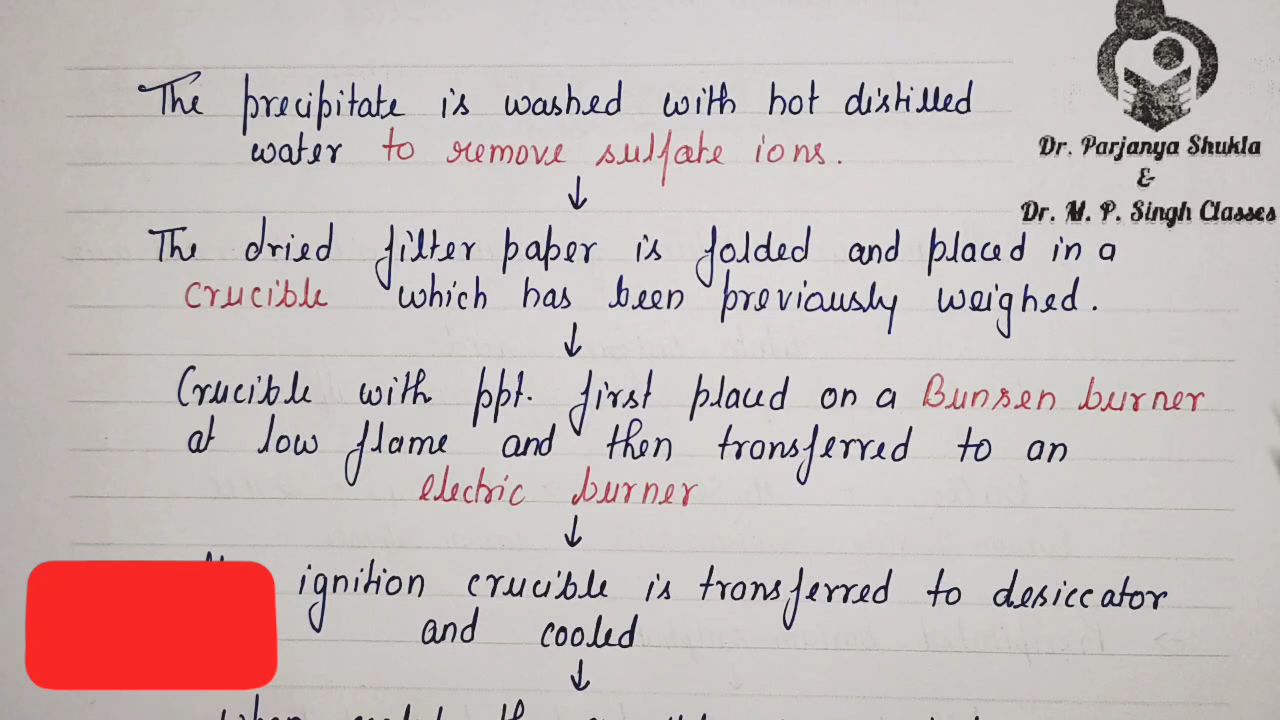 The precipitate is washed with hot distilled
water to remove sulfate ions.
↓
The dried filter paper is folded and placed in a
crucible which has been previously weighed.
↓
Crucible with ppt. first placed on a Bunsen burner
at low flame and then transferred to an
electric burner
↓
ignition crucible is transferred to desiccator
and cooled
↓
Dr. Parjanya Shukla
&
Dr. M. P. Singh Classes